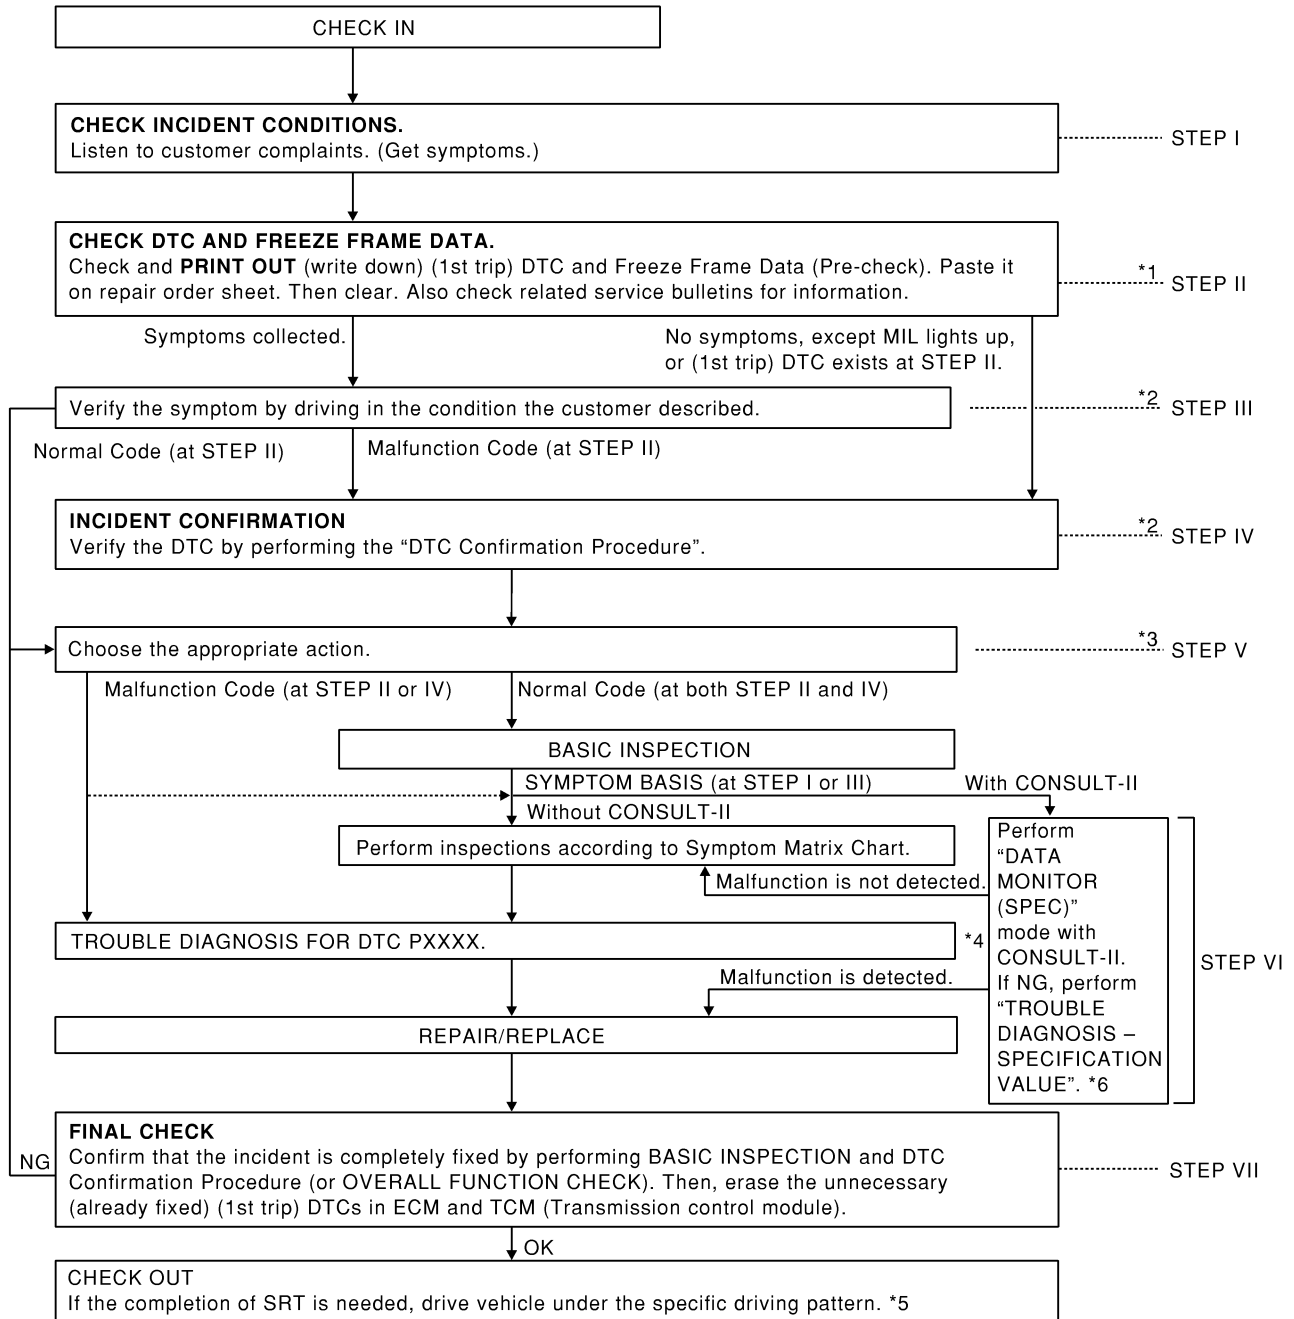 CHECK IN
CHECK INCIDENT CONDITIONS.
Listen to customer complaints. (Get symptoms.)
STEP I
CHECK DTC AND FREEZE FRAME DATA.
Check and PRINT OUT (write down) (1st trip) DTC and Freeze Frame Data (Pre-check). Paste it
on repair order sheet. Then clear. Also check related service bulletins for information.
*1
STEP II
Symptoms collected.
No symptoms, except MIL lights up,
or (1st trip) DTC exists at STEP II.
Verify the symptom by driving in the condition the customer described.
*2
STEP III
Normal Code (at STEP II)
Malfunction Code (at STEP II)
INCIDENT CONFIRMATION
Verify the DTC by performing the “DTC Confirmation Procedure”.
*2
STEP IV
Choose the appropriate action.
*3
STEP V
Malfunction Code (at STEP II or IV)
Normal Code (at both STEP II and IV)
BASIC INSPECTION
SYMPTOM BASIS (at STEP I or III)
With CONSULT-II
Without CONSULT-II
Perform inspections according to Symptom Matrix Chart.
Malfunction is not detected.
Perform
“DATA
MONITOR
(SPEC)”
mode with
CONSULT-II.
If NG, perform
“TROUBLE
DIAGNOSIS –
SPECIFICATION
VALUE”. *6
STEP VI
TROUBLE DIAGNOSIS FOR DTC PXXXX.
*4
Malfunction is detected.
REPAIR/REPLACE
FINAL CHECK
Confirm that the incident is completely fixed by performing BASIC INSPECTION and DTC
Confirmation Procedure (or OVERALL FUNCTION CHECK). Then, erase the unnecessary
(already fixed) (1st trip) DTCs in ECM and TCM (Transmission control module).
NG
STEP VII
OK
CHECK OUT
If the completion of SRT is needed, drive vehicle under the specific driving pattern. *5